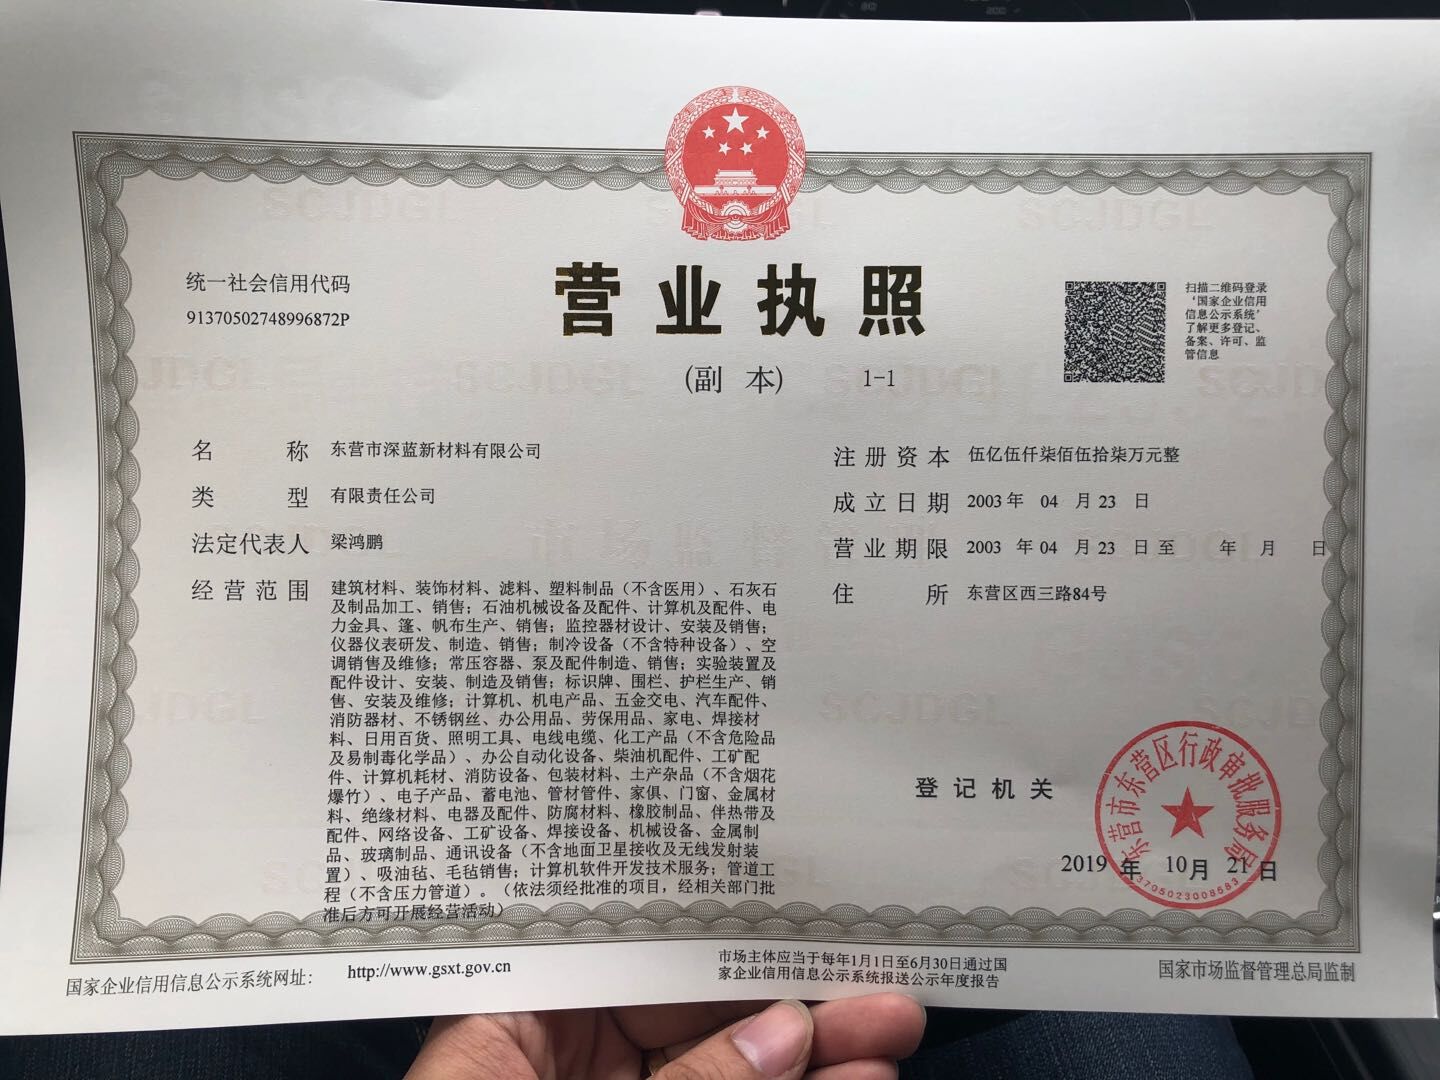 统一社会信用代码
91370502748996872P
营业执照
(副 本) 1-1
扫描二维码登录
‘国家企业信用
信息公示系统’
了解更多登记、
备案、许可、监
管信息
名 称 东营市深蓝新材料有限公司
类 型 有限责任公司
法定代表人 梁鸿鹏
经营范围 建筑材料、装饰材料、滤料、塑料制品（不含医用）、石灰石
及制品加工、销售；石油机械设备及配件、计算机及配件、电
力金具、篷、帆布生产、销售；监控器材设计、安装及销售；
仪器仪表研发、制造、销售；制冷设备（不含特种设备）、空
调销售及维修；常压容器、泵及配件制造、销售；实验装置及
配件设计、安装、制造及销售；标识牌、围栏、护栏生产、销
售、安装及维修；计算机、机电产品、五金交电、汽车配件、
消防器材、不锈钢丝、办公用品、劳保用品、家电、焊接材
料、日用百货、照明工具、电线电缆、化工产品（不含危险品
及易制毒化学品）、办公自动化设备、柴油机配件、工矿配
件、计算机耗材、消防设备、包装材料、土产杂品（不含烟花
爆竹）、电子产品、蓄电池、管材管件、家俱、门窗、金属材
料、绝缘材料、电器及配件、防腐材料、橡胶制品、伴热带及
配件、网络设备、工矿设备、焊接设备、机械设备、金属制
品、玻璃制品、通讯设备（不含地面卫星接收及无线发射装
置）、吸油毡、毛毡销售；计算机软件开发技术服务；管道工
程（不含压力管道）。（依法须经批准的项目，经相关部门批
准后方可开展经营活动）
注册资本 伍亿伍仟柒佰伍拾柒万元整
成立日期 2003 年 04 月 23 日
营业期限 2003 年 04 月 23 日 至 年 月 日
住 所 东营区西三路84号
登记机关
东营市东营区行政审批服务局
3705023008583
2019 年 10 月 21 日
国家企业信用信息公示系统网址： http://www.gsxt.gov.cn
市场主体应当于每年1月1日至6月30日通过国
家企业信用信息公示系统报送公示年度报告
国家市场监督管理总局监制